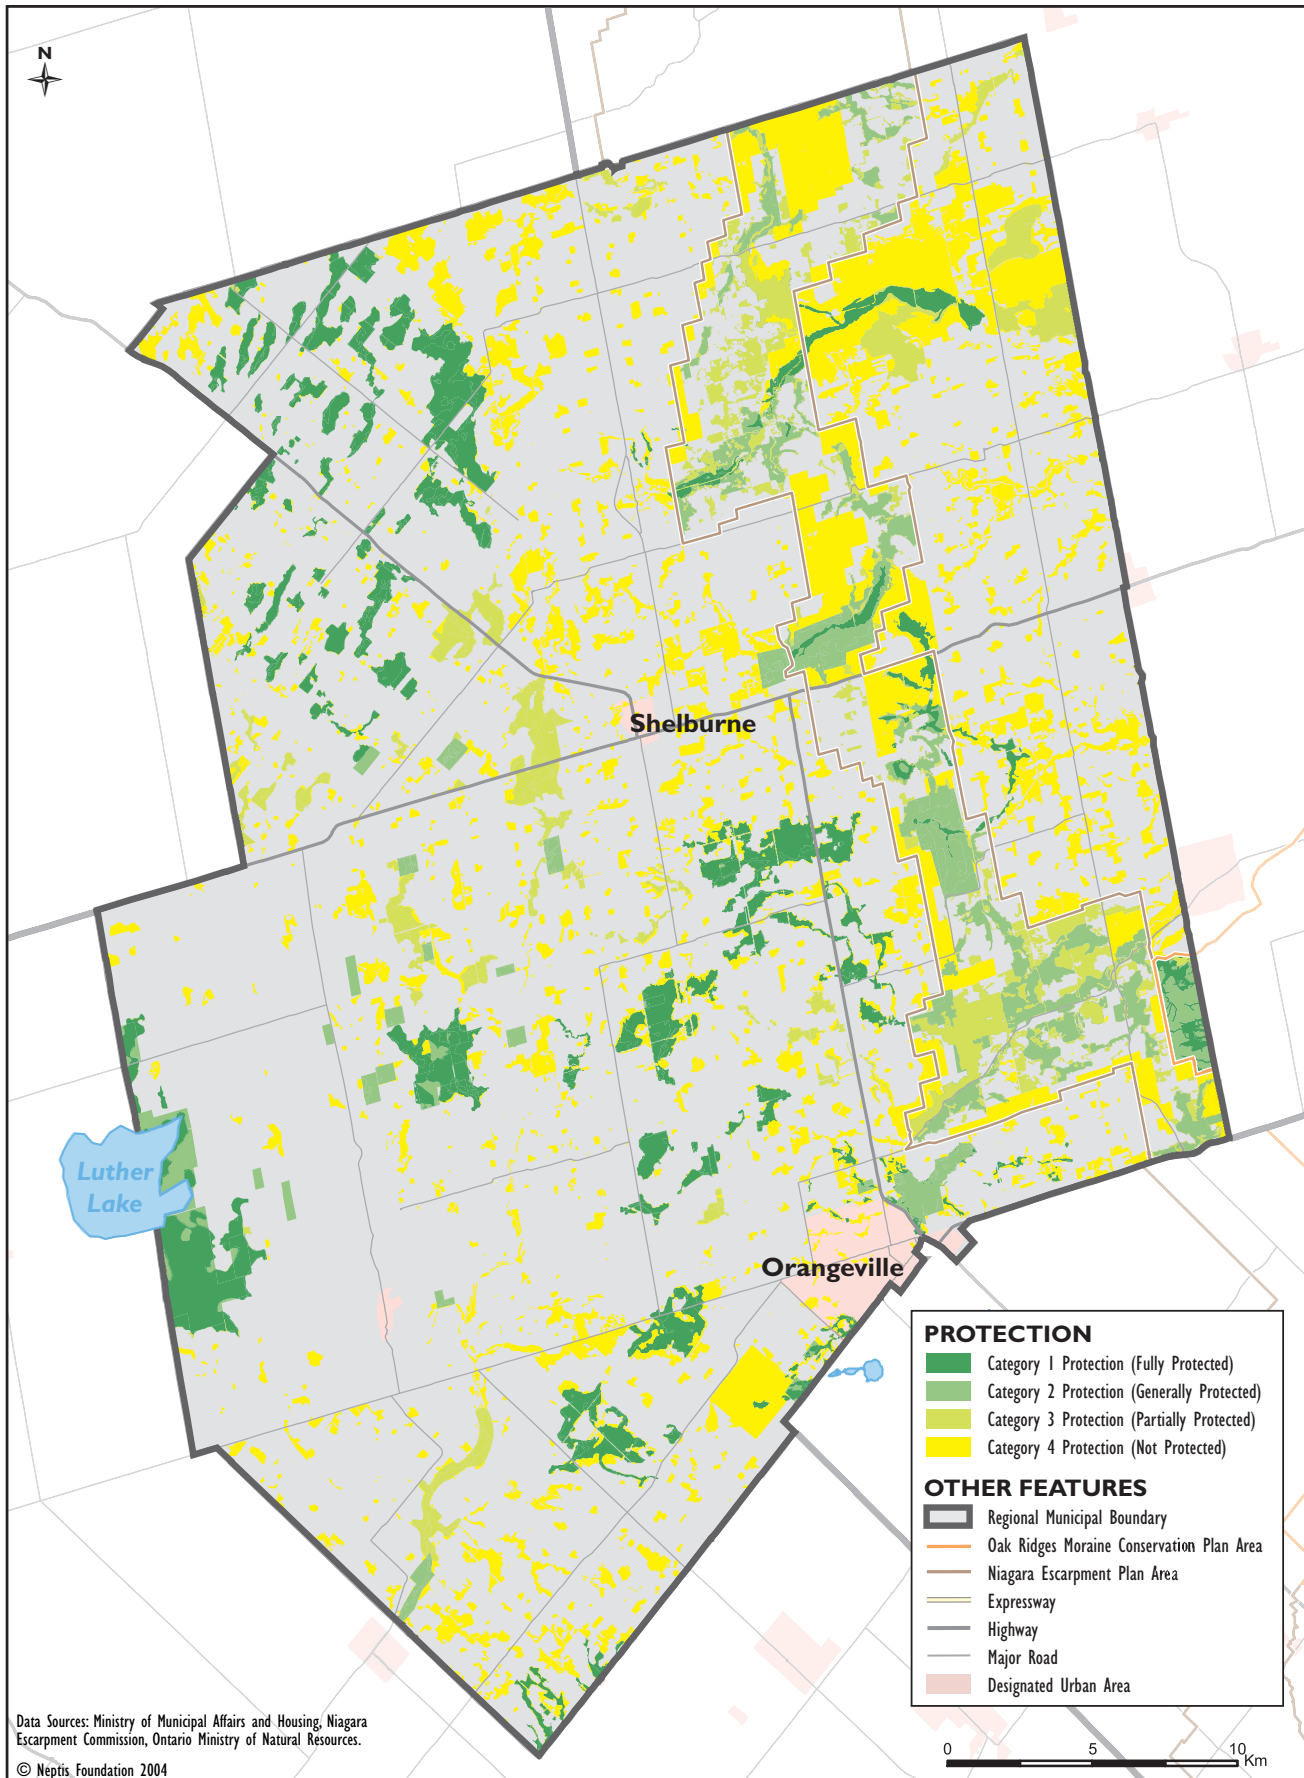 N
Shelburne
Luther
Lake
Orangeville
PROTECTION
Category 1 Protection (Fully Protected)
Category 2 Protection (Generally Protected)
Category 3 Protection (Partially Protected)
Category 4 Protection (Not Protected)
OTHER FEATURES
Regional Municipal Boundary
Oak Ridges Moraine Conservation Plan Area
Niagara Escarpment Plan Area
Expressway
Highway
Major Road
Designated Urban Area
Data Sources: Ministry of Municipal Affairs and Housing, Niagara
Escarpment Commission, Ontario Ministry of Natural Resources.
© Neptis Foundation 2004
0 5 10 Km